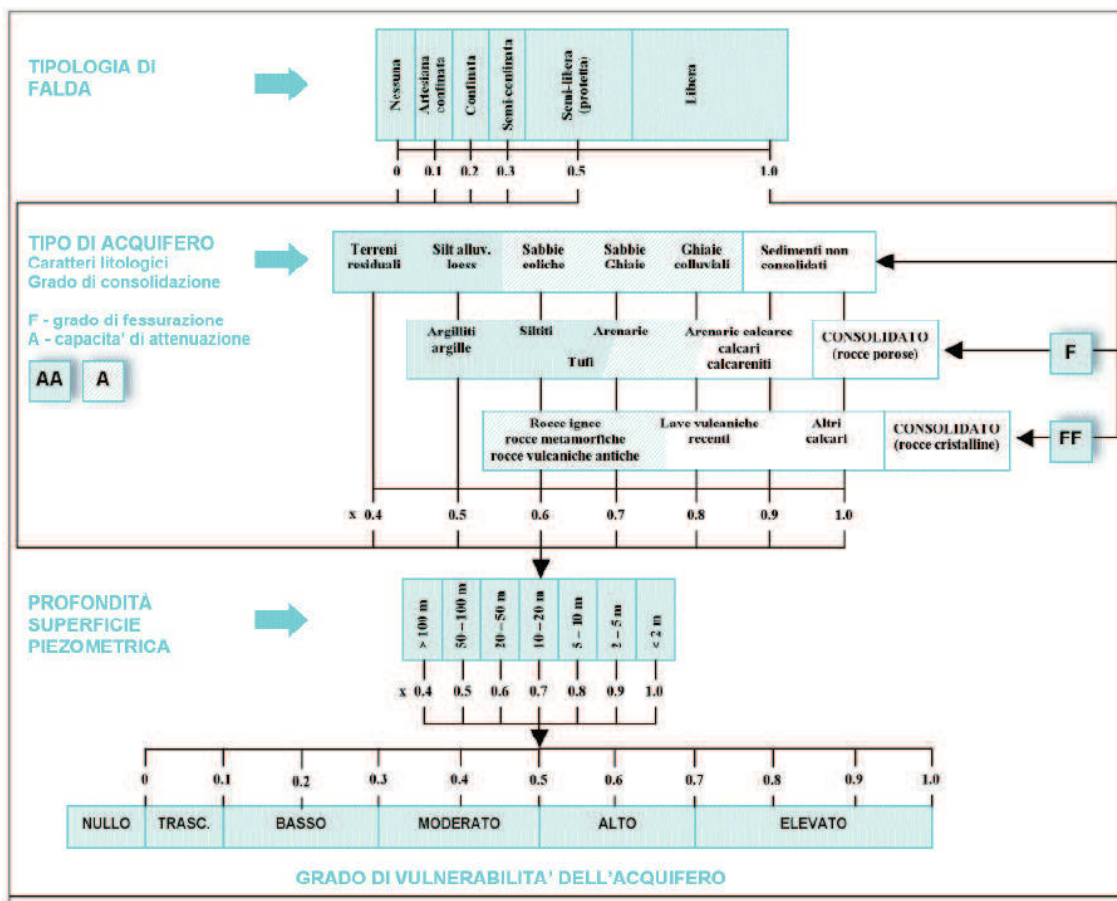 TIPOLOGIA DI
FALDA
Nessuna
Artesiana
confinata
Confinata
Semi-confinata
Semi-libera
(protetta)
Libera
0 0.1 0.2 0.3 0.5 1.0
TIPO DI ACQUIFERO
Caratteri litologici
Grado di consolidazione
F - grado di fessurazione
A - capacita' di attenuazione
AA A
Terreni
residuali
Silt alluv.
loess
Sabbie
eoliche
Sabbie
Ghiaie
Ghiaie
colluviali
Sedimenti non
consolidati
Argilliti
argille
Siltiti
Arenarie
Tufi
Arenarie calcaree
calcari
calcareniti
CONSOLIDATO
(rocce porose)
F
Rocce ignee
rocce metamorfiche
rocce vulcaniche antiche
Lave vulcaniche
recenti
Altri
calcari
CONSOLIDATO
(rocce cristalline)
FF
x 0.4 0.5 0.6 0.7 0.8 0.9 1.0
PROFONDITÀ
SUPERFICIE
PIEZOMETRICA
> 100 m
50 – 100 m
20 – 50 m
10 – 20 m
5 – 10 m
2 – 5 m
< 2 m
x 0.4 0.5 0.6 0.7 0.8 0.9 1.0
0 0.1 0.2 0.3 0.4 0.5 0.6 0.7 0.8 0.9 1.0
NULLO TRASC. BASSO MODERATO ALTO ELEVATO
GRADO DI VULNERABILITA' DELL'ACQUIFERO